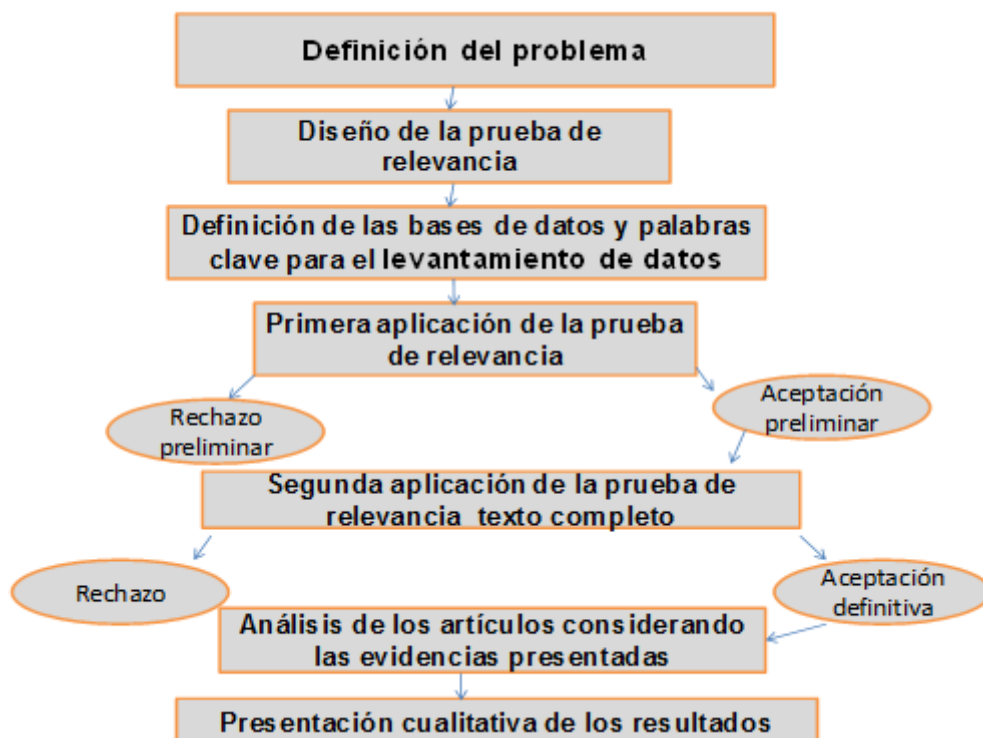 Definición del problema
Diseño de la prueba de
relevancia
Definición de las bases de datos y palabras
clave para el levantamiento de datos
Primera aplicación de la prueba
de relevancia
Rechazo
preliminar
Aceptación
preliminar
Segunda aplicación de la prueba de
relevancia texto completo
Rechazo
Aceptación
definitiva
Análisis de los artículos considerando
las evidencias presentadas
Presentación cualitativa de los resultados